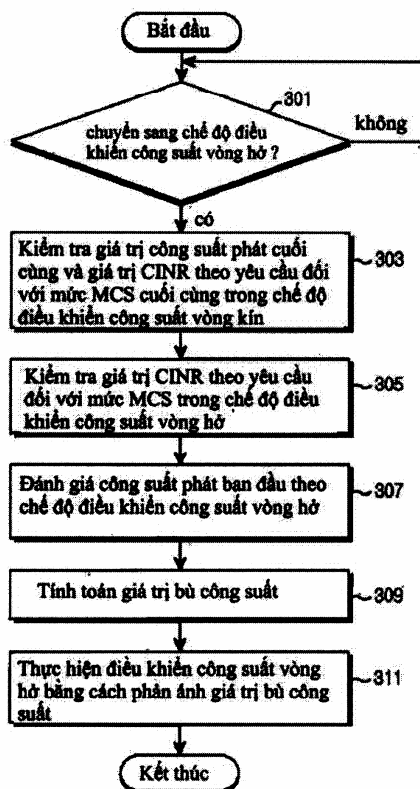 Bắt đầu
301
chuyển sang chế độ điều
khiển công suất vòng hở ?
không
có
Kiểm tra giá trị công suất phát cuối
cùng và giá trị CINR theo yêu cầu đối
với mức MCS cuối cùng trong chế độ
điều khiển công suất vòng kín
303
Kiểm tra giá trị CINR theo yêu cầu
đối với mức MCS trong chế độ điều
khiển công suất vòng hở
305
Đánh giá công suất phát ban đầu theo
chế độ điều khiển công suất vòng hở
307
Tính toán giá trị bù công suất
309
Thực hiện điều khiển công suất vòng
hở bằng cách phản ánh giá trị bù công
suất
311
Kết thúc